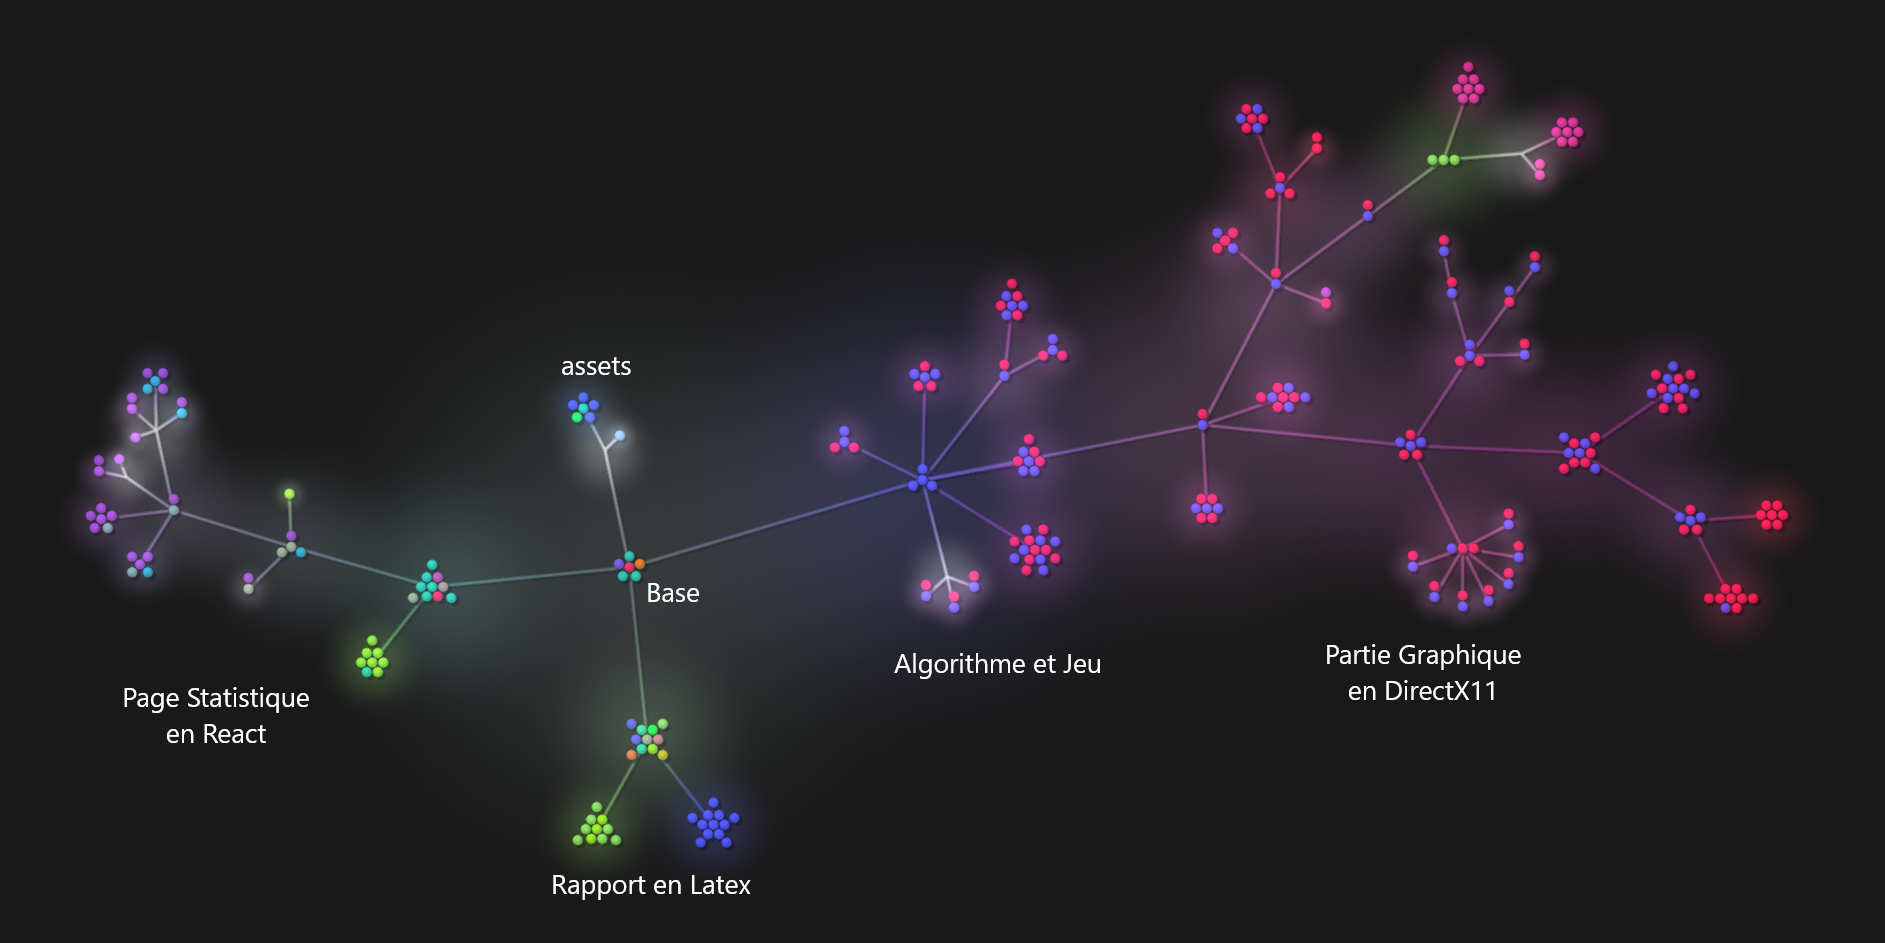 assets
Base
Page Statistique
en React
Algorithme et Jeu
Partie Graphique
en DirectX11
Rapport en Latex